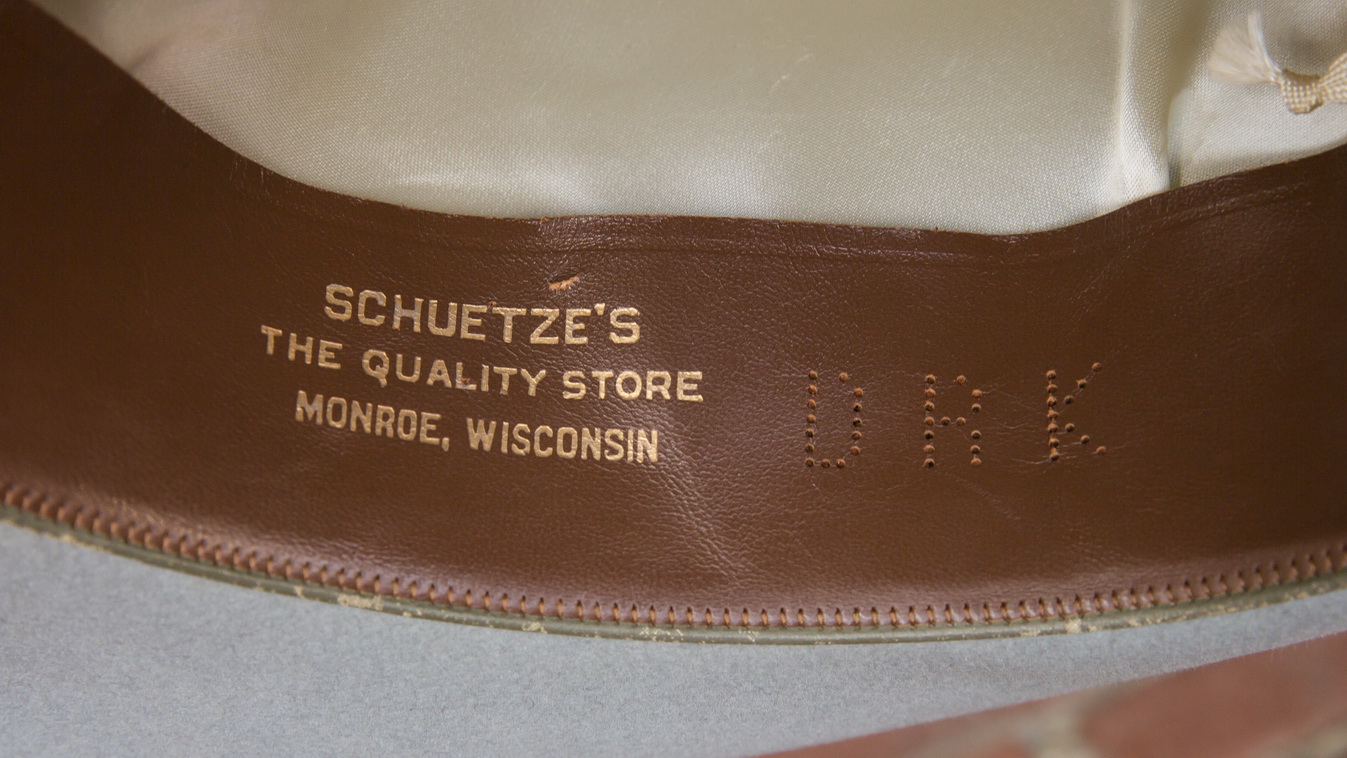 SCHUETZE'S
THE QUALITY STORE
MONROE, WISCONSIN
D R K